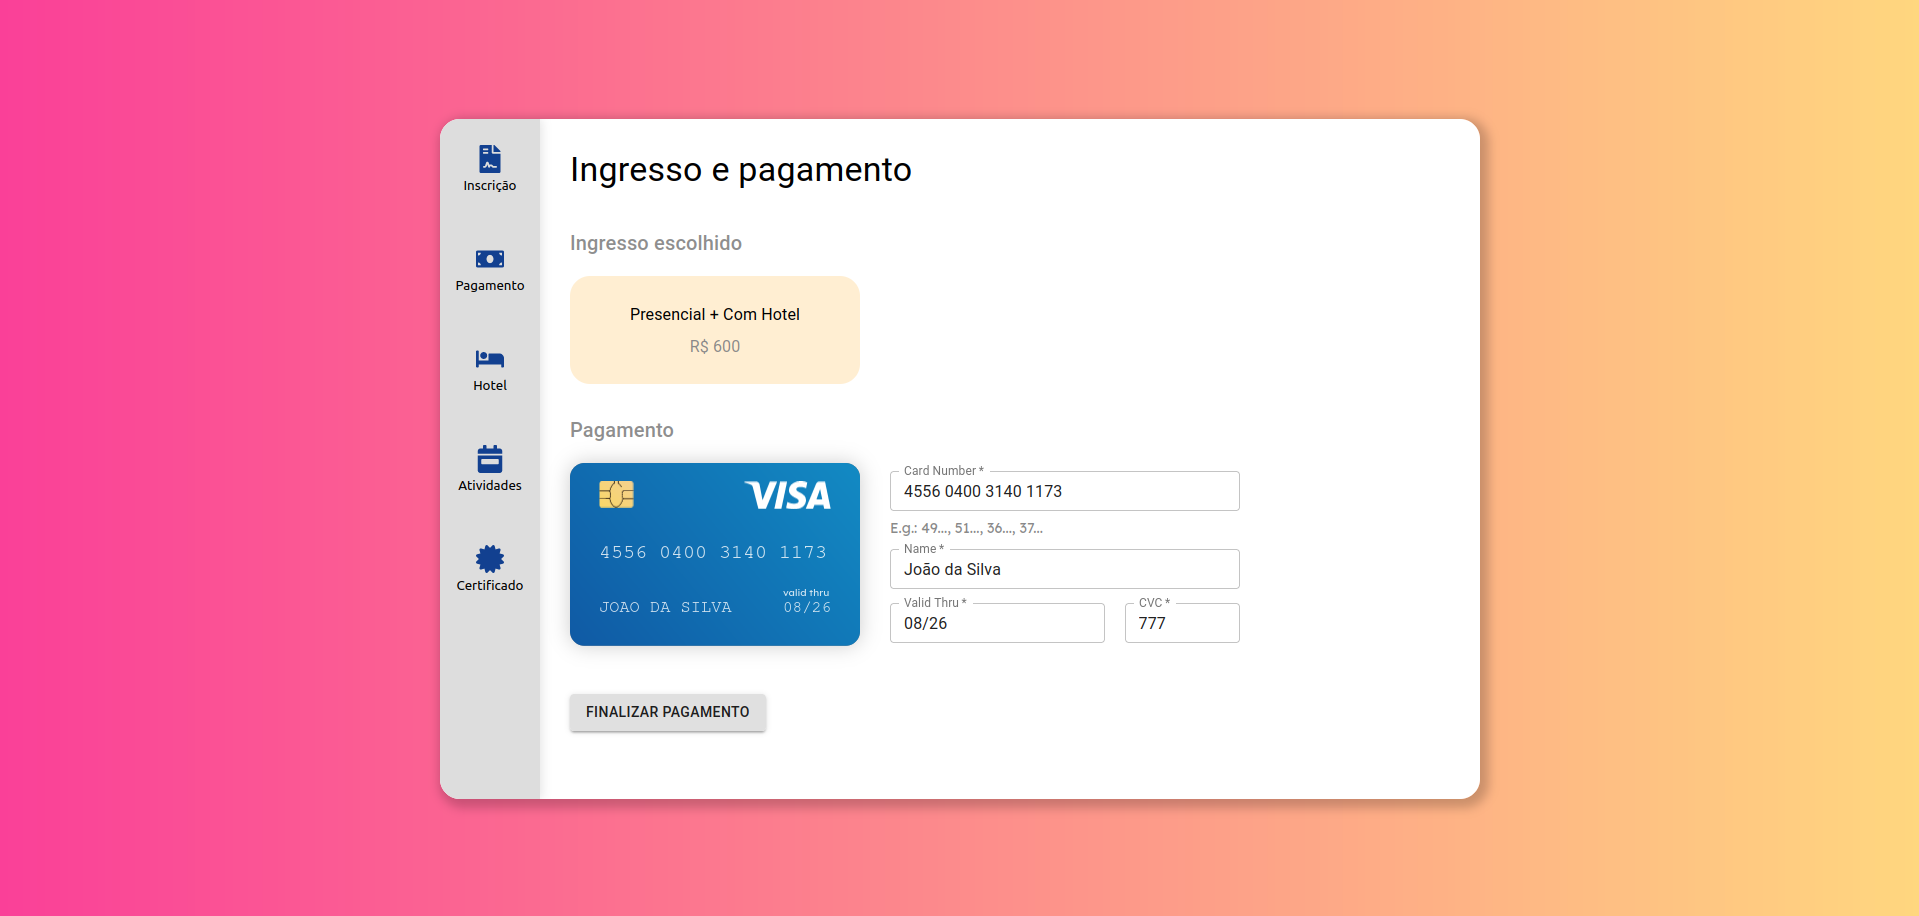 Inscrição
Pagamento
Hotel
Atividades
Certificado
Ingresso e pagamento
Ingresso escolhido
Presencial + Com Hotel
R$ 600
Pagamento
VISA
4556 0400 3140 1173
valid thru
JOAO DA SILVA 08/26
Card Number *
4556 0400 3140 1173
E.g.: 49..., 51..., 36..., 37...
Name *
João da Silva
Valid Thru * CVC *
08/26 777
FINALIZAR PAGAMENTO